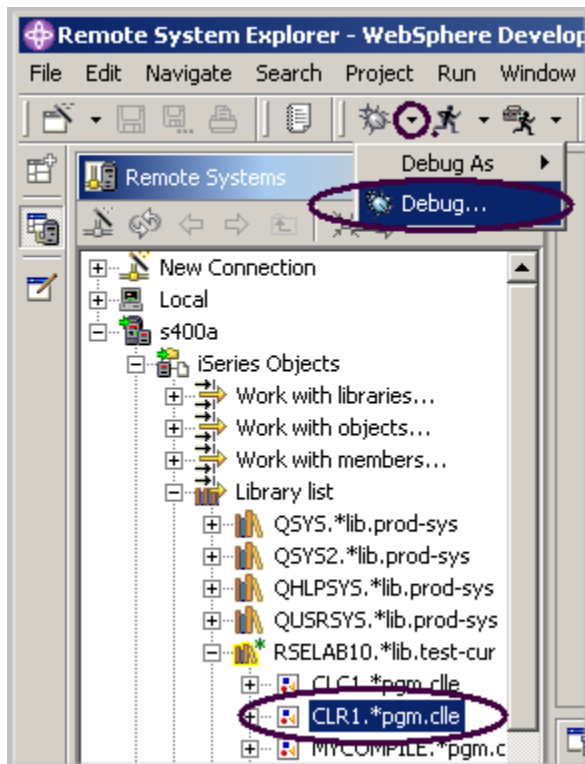 Remote System Explorer - WebSphere Develop
File Edit Navigate Search Project Run Window
Debug As
Remote Systems
Debug...
New Connection
Local
s400a
iSeries Objects
Work with libraries...
Work with objects...
Work with members...
Library list
QSYS.*lib.prod-sys
QSYS2.*lib.prod-sys
QHLPSYS.*lib.prod-sys
QUSRSYS.*lib.prod-sys
RSELAB10.*lib.test-cur
CLC1.*pgm.clle
CLR1.*pgm.clle
MYCOMPILE.*pgm.c